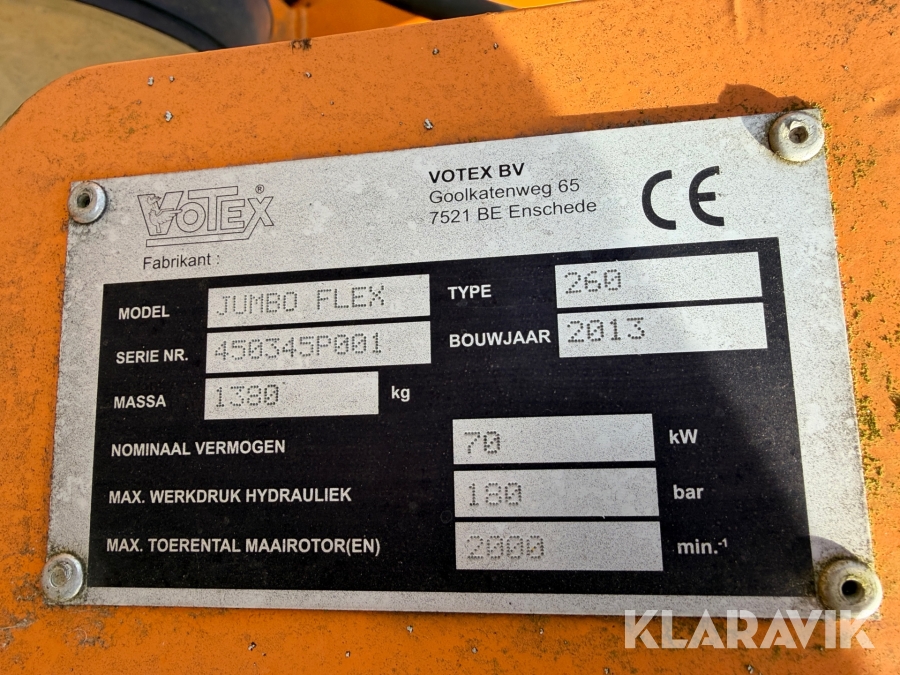 VOTEX®
VOTEX BV
Goolkatenweg 65
7521 BE Enschede
CE
Fabrikant :
MODEL JUMBO FLEX TYPE 260
SERIE NR. 450345P001 BOUWJAAR 2013
MASSA 1380 kg
NOMINAAL VERMOGEN 70 kW
MAX. WERKDRUK HYDRAULIEK 180 bar
MAX. TOERENTAL MAAIROTOR(EN) 2000 min.-¹
KLARAVIK